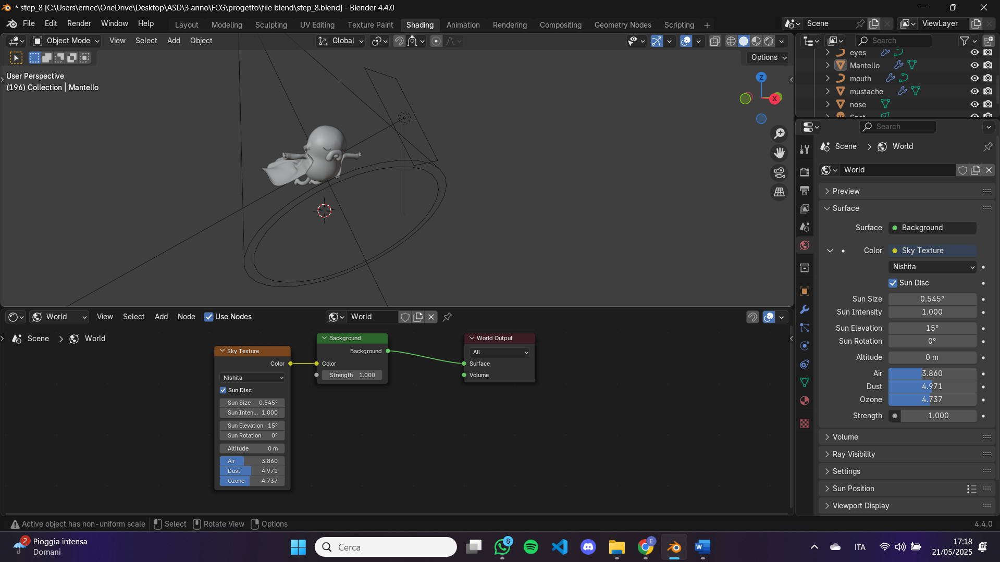 * step_8 [C:\Users\ernec\OneDrive\Desktop\ASD\3 anno\FCG\progetto\file blend\step_8.blend] - Blender 4.4.0
File Edit Render Window Help
Layout Modeling Sculpting UV Editing Texture Paint Shading Animation Rendering Compositing Geometry Nodes Scripting
Scene
ViewLayer
Object Mode View Select Add Object
Global
Search
Options
User Perspective
(196) Collection | Mantello
Z
X
eyes
Mantello
mouth
mustache
nose
Search
Scene World
World
Preview
Surface
Surface Background
Color Sky Texture
Nishita
Sun Disc
Sun Size 0.545°
Sun Intensity 1.000
Sun Elevation 15°
Sun Rotation 0°
Altitude 0 m
Air 3.860
Dust 4.971
Ozone 4.737
Strength 1.000
Volume
Ray Visibility
Settings
Sun Position
Viewport Display
World View Select Add Node Use Nodes
World
Scene World
Sky Texture
Color
Nishita
Sun Disc
Sun Size 0.545°
Sun Inten... 1.000
Sun Elevation 15°
Sun Rotation 0°
Altitude 0 m
Air 3.860
Dust 4.971
Ozone 4.737
Background
Background
Color
Strength 1.000
World Output
All
Surface
Volume
Active object has non-uniform scale Select Rotate View Options
4.4.0
2
Pioggia intensa
Domani
Cerca
8
E
W
ITA
17:18
21/05/2025